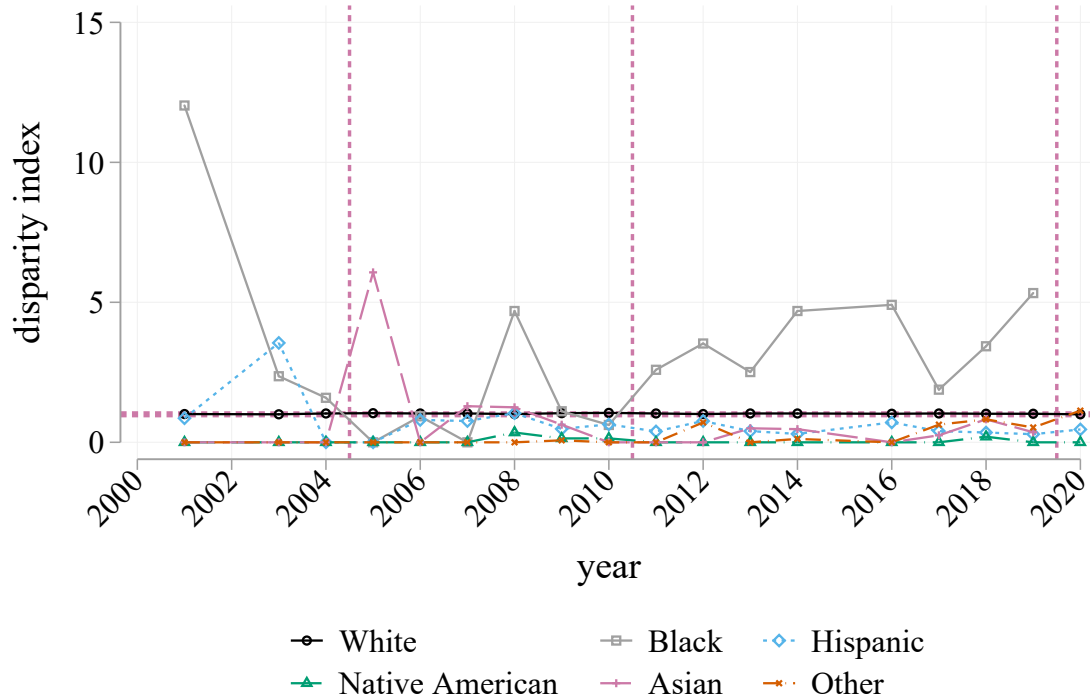 15
10
5
0
disparity index
2000 2002 2004 2006 2008 2010 2012 2014 2016 2018 2020
year
White Black Hispanic
Native American Asian Other